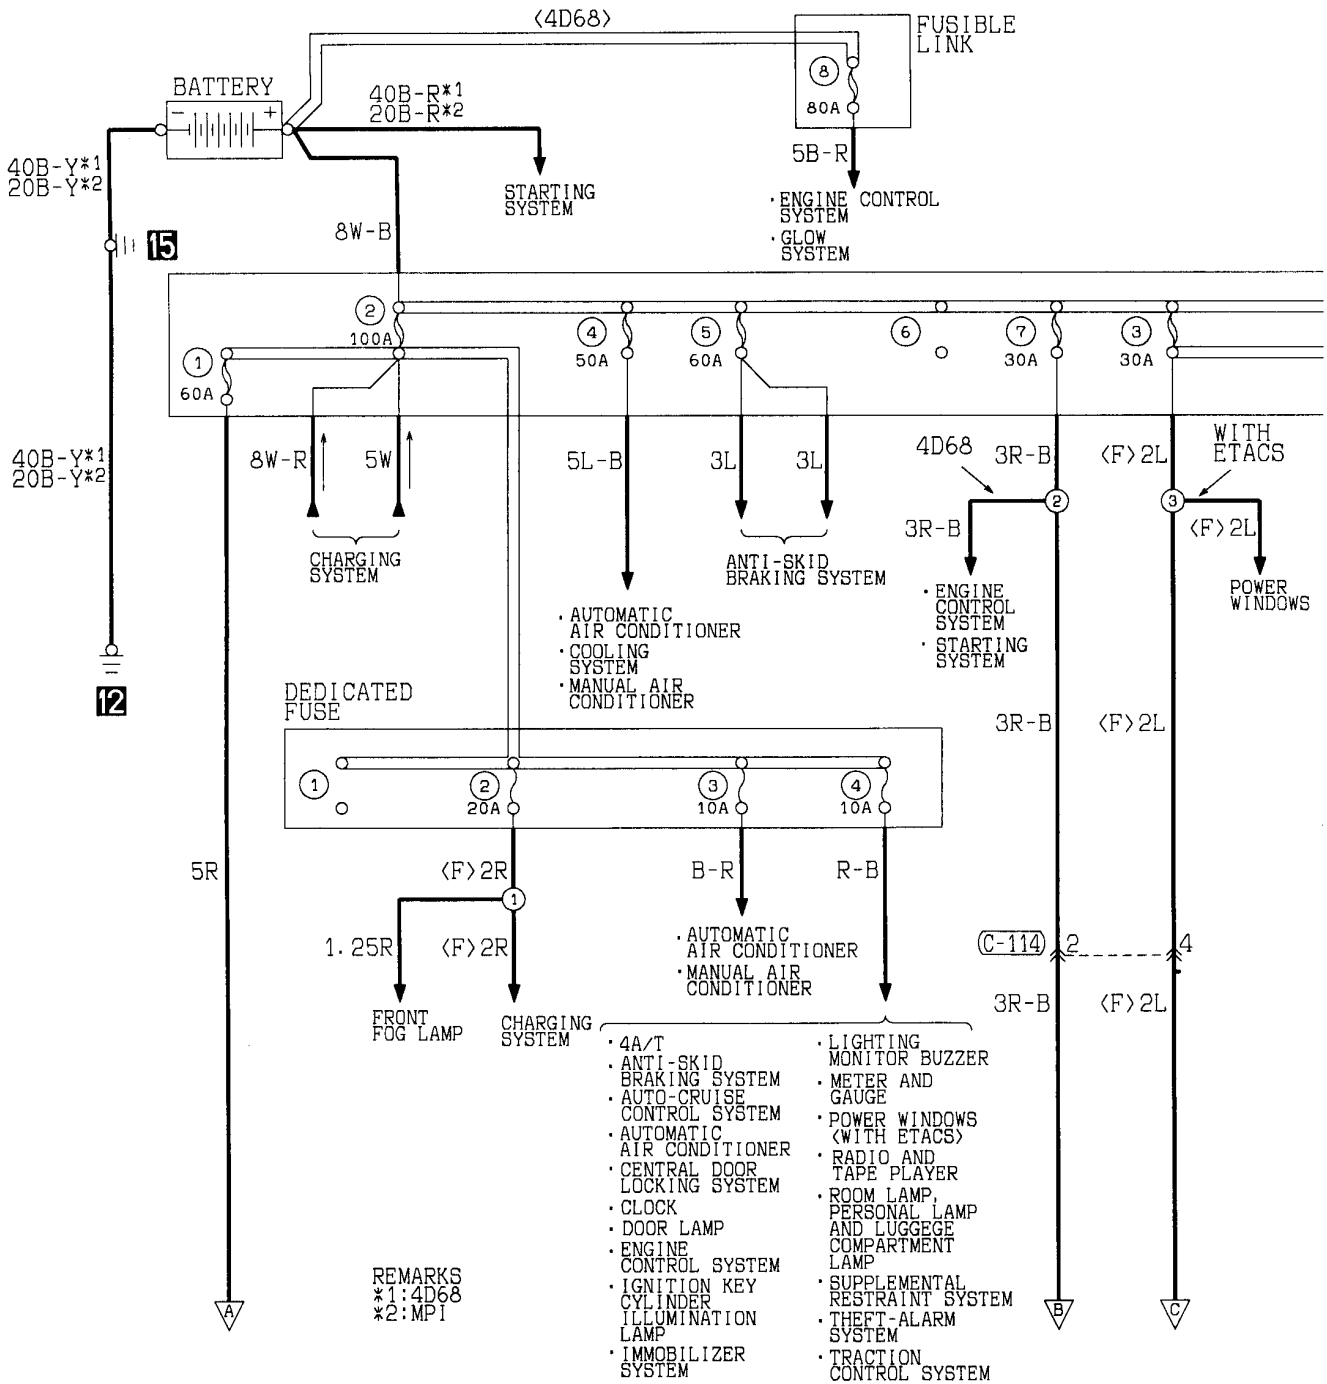 <4D68>
FUSIBLE
LINK
8
80A
BATTERY
- +
40B-R*1
20B-R*2
40B-Y*1
20B-Y*2
5B-R
STARTING
SYSTEM
· ENGINE CONTROL
SYSTEM
· GLOW
SYSTEM
15
8W-B
2
100A
1
60A
4
50A
5
60A
6
7
30A
3
30A
40B-Y*1
20B-Y*2
8W-R
5W
5L-B
3L
3L
4D68
3R-B
<F>2L
WITH
ETACS
2
3
3R-B
<F>2L
CHARGING
SYSTEM
ANTI-SKID
BRAKING SYSTEM
· ENGINE
CONTROL
SYSTEM
· STARTING
SYSTEM
POWER
WINDOWS
· AUTOMATIC
AIR CONDITIONER
· COOLING
SYSTEM
· MANUAL AIR
CONDITIONER
12
DEDICATED
FUSE
3R-B
<F>2L
1
2
20A
3
10A
4
10A
5R
<F>2R
B-R
R-B
1
1.25R
<F>2R
· AUTOMATIC
AIR CONDITIONER
· MANUAL AIR
CONDITIONER
C-114
2
4
3R-B
<F>2L
FRONT
FOG LAMP
CHARGING
SYSTEM
· 4A/T
· ANTI-SKID
BRAKING SYSTEM
· AUTO-CRUISE
CONTROL SYSTEM
· AUTOMATIC
AIR CONDITIONER
· CENTRAL DOOR
LOCKING SYSTEM
· CLOCK
· DOOR LAMP
· ENGINE
CONTROL SYSTEM
· IGNITION KEY
CYLINDER
ILLUMINATION
LAMP
· IMMOBILIZER
SYSTEM
· LIGHTING
MONITOR BUZZER
· METER AND
GAUGE
· POWER WINDOWS
<WITH ETACS>
· RADIO AND
TAPE PLAYER
· ROOM LAMP,
PERSONAL LAMP
AND LUGGEGE
COMPARTMENT
LAMP
· SUPPLEMENTAL
RESTRAINT SYSTEM
· THEFT-ALARM
SYSTEM
· TRACTION
CONTROL SYSTEM
REMARKS
*1:4D68
*2:MPI
A
B
C